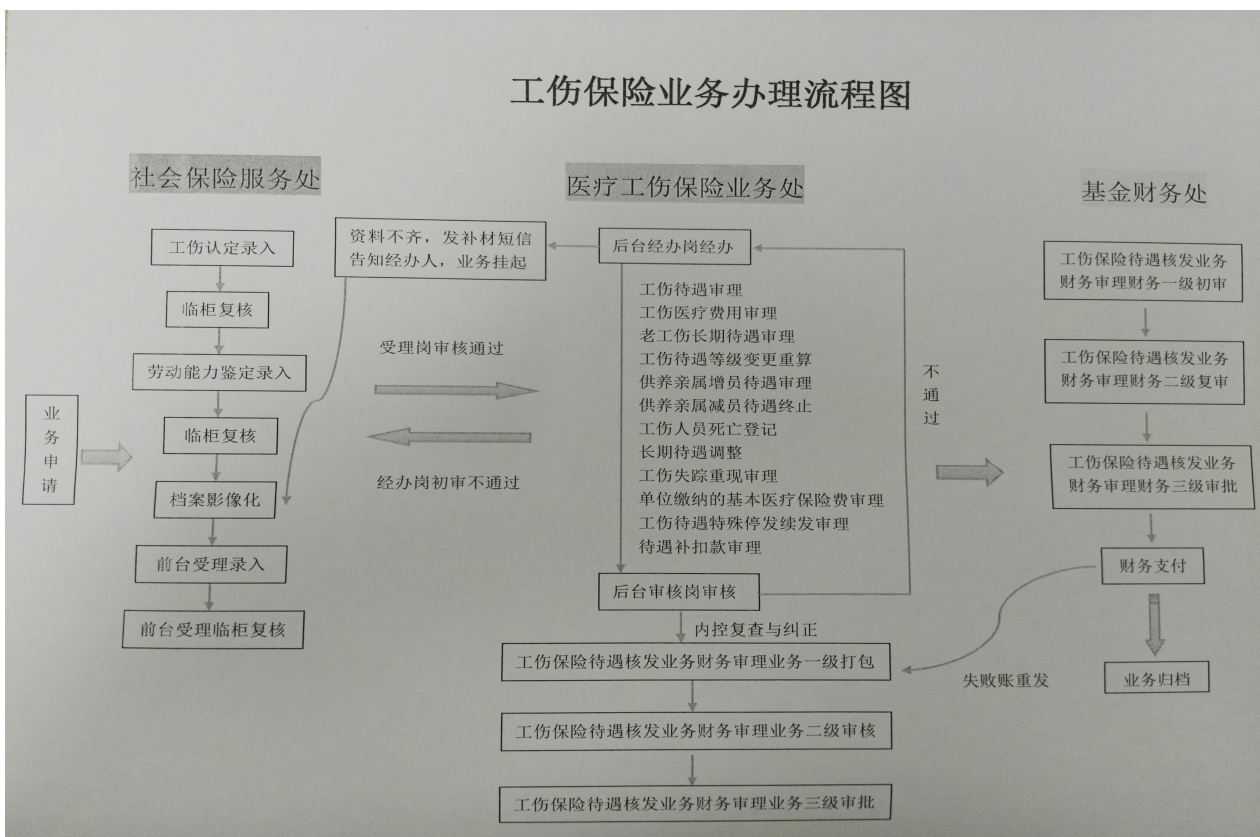 工伤保险业务办理流程图
社会保险服务处
医疗工伤保险业务处
基金财务处
业
务
申
请
工伤认定录入
临柜复核
劳动能力鉴定录入
临柜复核
档案影像化
前台受理录入
前台受理临柜复核
资料不齐，发补材短信
告知经办人，业务挂起
受理岗审核通过
经办岗初审不通过
后台经办岗经办
工伤待遇审理
工伤医疗费用审理
老工伤长期待遇审理
工伤待遇等级变更重算
供养亲属增员待遇审理
供养亲属减员待遇终止
工伤人员死亡登记
长期待遇调整
工伤失踪重现审理
单位缴纳的基本医疗保险费审理
工伤待遇特殊停发续发审理
待遇补扣款审理
后台审核岗审核
不
通
过
内控复查与纠正
工伤保险待遇核发业务财务审理业务一级打包
工伤保险待遇核发业务财务审理业务二级审核
工伤保险待遇核发业务财务审理业务三级审批
工伤保险待遇核发业务
财务审理财务一级初审
工伤保险待遇核发业务
财务审理财务二级复审
工伤保险待遇核发业务
财务审理财务三级审批
财务支付
失败账重发
业务归档